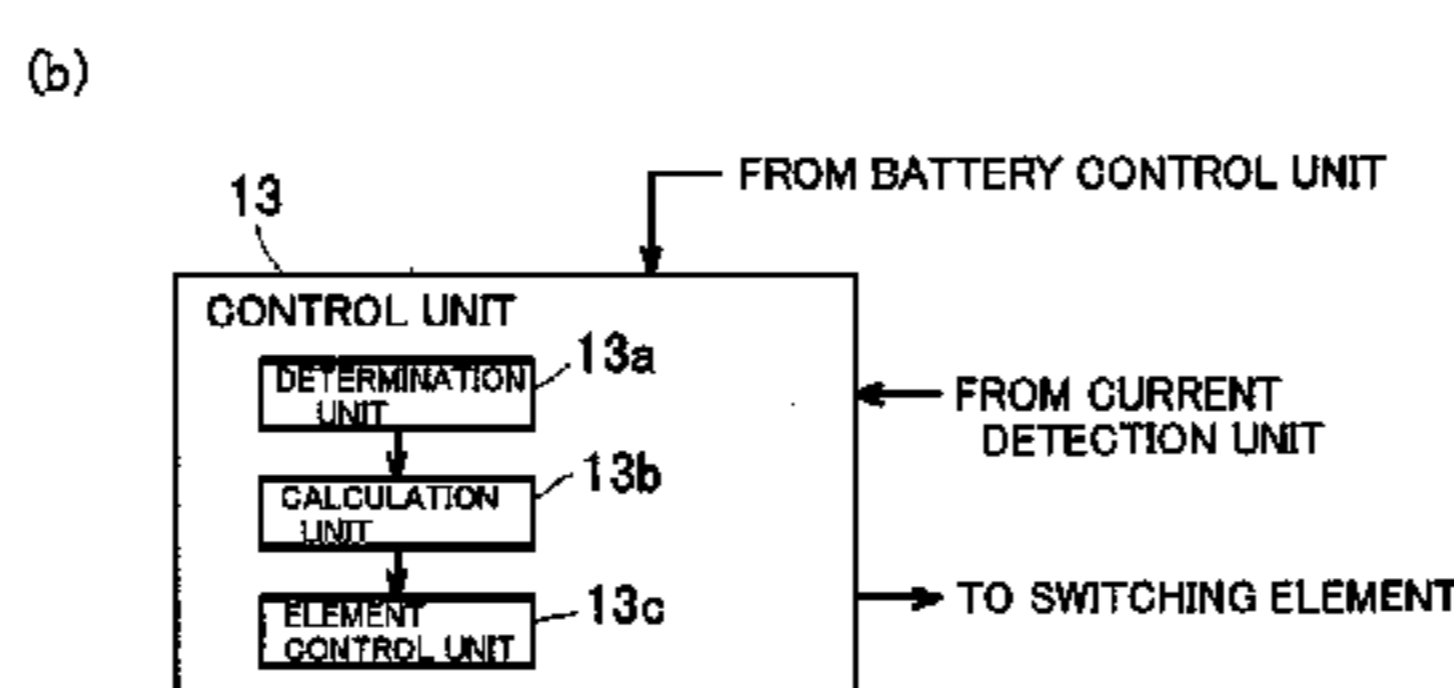 (b)
FROM BATTERY CONTROL UNIT
13
CONTROL UNIT
13a
DETERMINATION
UNIT
FROM CURRENT
DETECTION UNIT
13b
CALCULATION
UNIT
13c
ELEMENT
CONTROL UNIT
TO SWITCHING ELEMENT